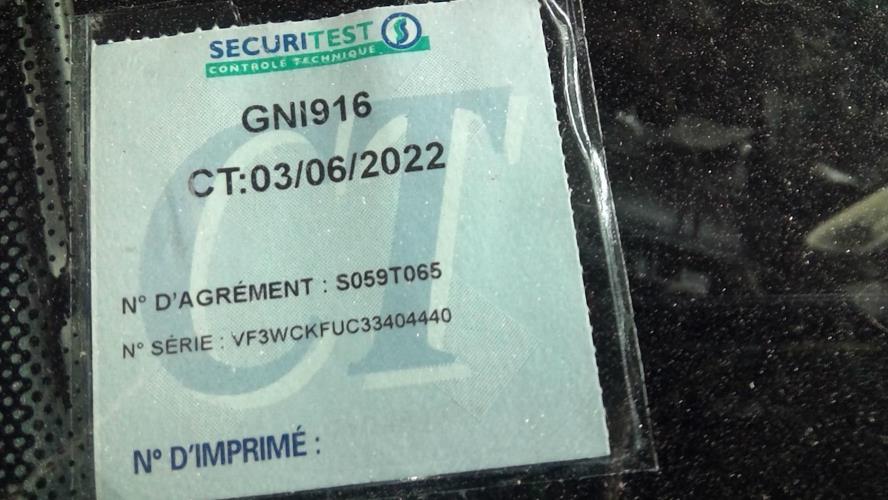 SECURITEST
CONTROLE TECHNIQUE
GNI916
CT:03/06/2022
N° D'AGRÉMENT : S059T065
N° SÉRIE : VF3WCKFUC33404440
N° D'IMPRIMÉ :